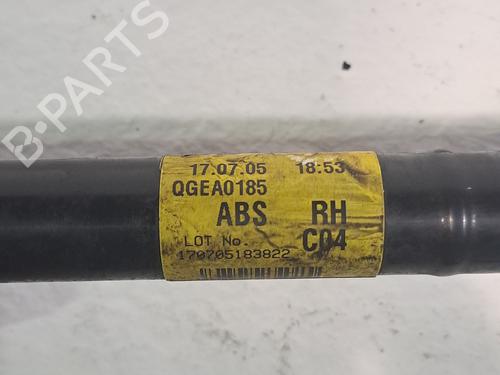 B-PARTS
17.07.05 18:53
QGEA0185
ABS RH
LOT No. C04
170705183822